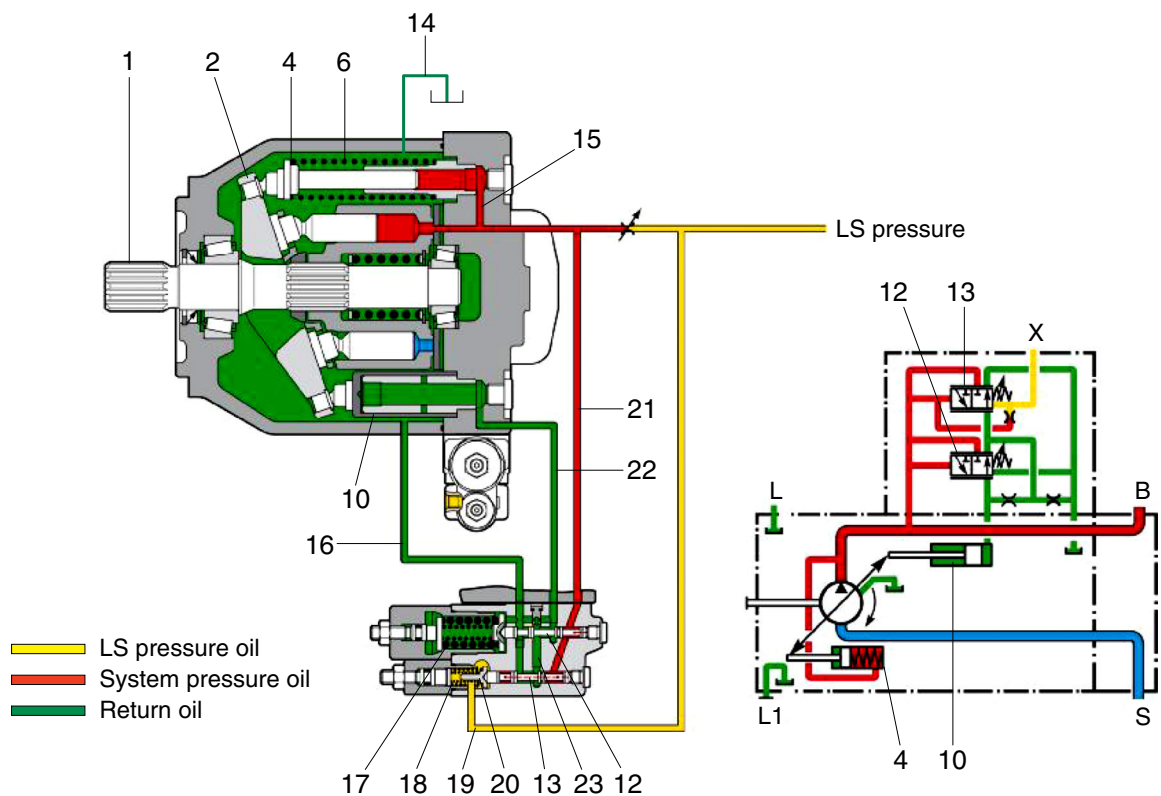 14
1 2 4 6
15
LS pressure
12 13
X
21
L
B
22
10
16
LS pressure oil
System pressure oil
Return oil
L1
S
4 10
17 18 19 20 13 23 12